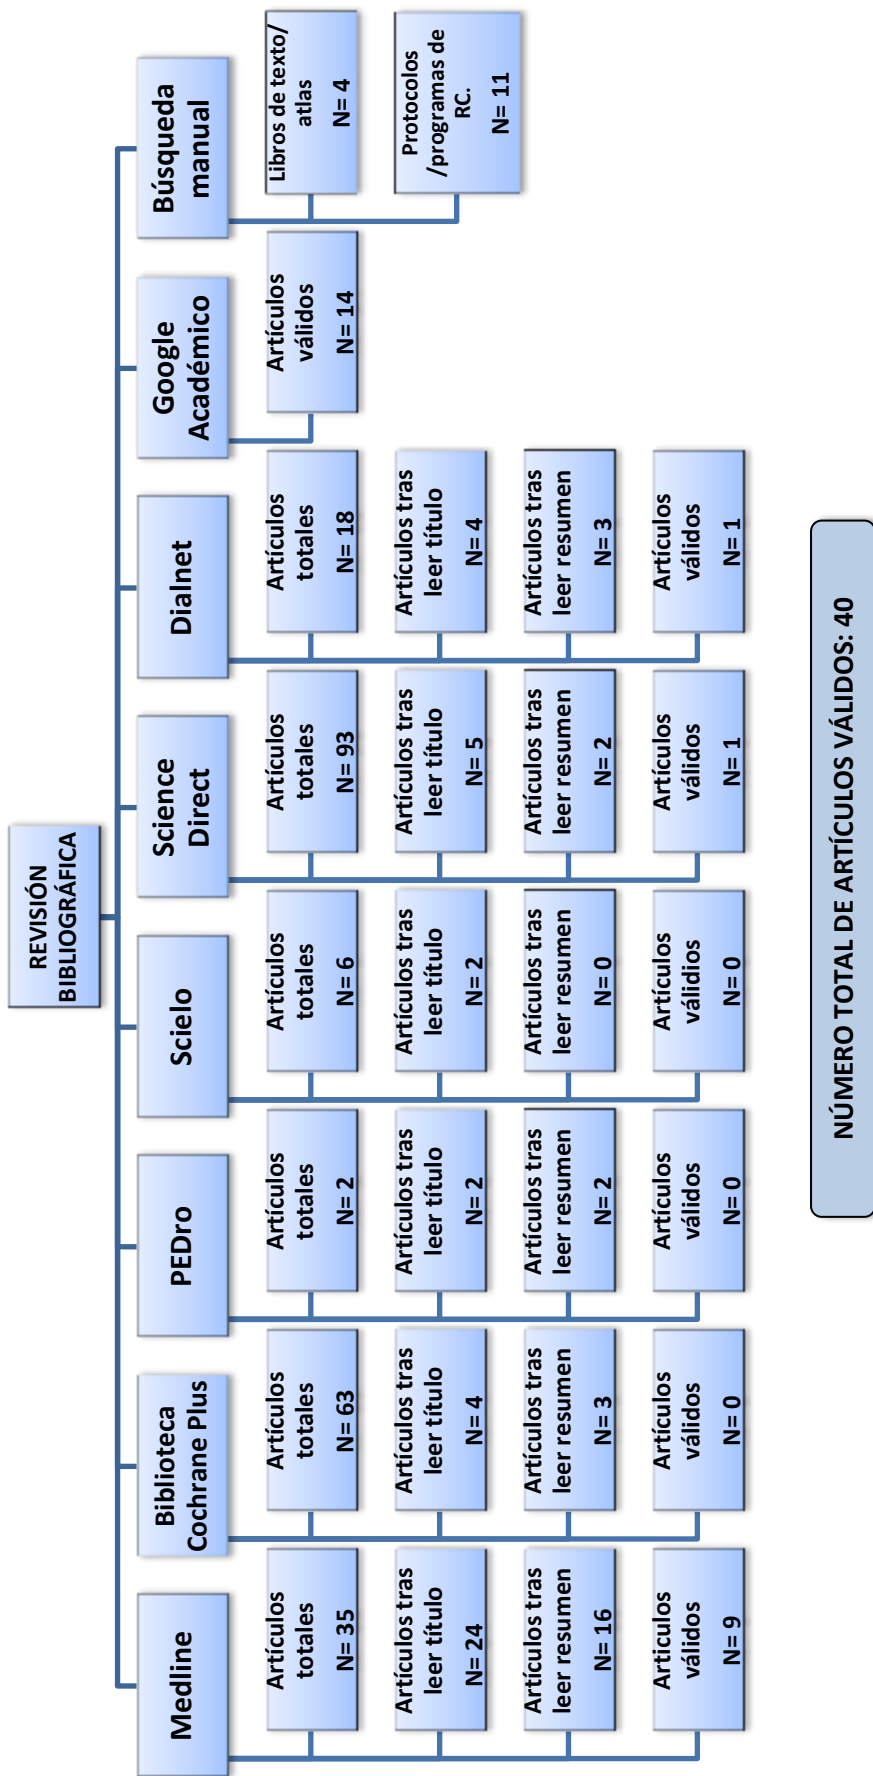 REVISIÓN
BIBLIOGRÁFICA
Medline
Artículos
totales
N= 35
Artículos tras
leer título
N= 24
Artículos tras
leer resumen
N= 16
Articulos
válidos
N= 9
Biblioteca
Cochrane Plus
Artículos
totales
N= 63
Artículos tras
leer título
N= 4
Artículos tras
leer resumen
N= 3
Artículos
válidos
N= 0
PEDro
Artículos
totales
N= 2
Artículos tras
leer título
N= 2
Artículos tras
leer resumen
N= 2
Artículos
válidos
N= 0
Scielo
Artículos
totales
N= 6
Artículos tras
leer título
N= 2
Artículos tras
leer resumen
N= 0
Artículos
válidios
N= 0
Science
Direct
Artículos
totales
N= 93
Artículos tras
leer título
N= 5
Artículos tras
leer resumen
N= 2
Artículos
válidos
N= 1
Dialnet
Artículos
totales
N= 18
Artículos tras
leer título
N= 4
Artículos tras
leer resumen
N= 3
Artículos
válidos
N= 1
Google
Académico
Artículos
válidos
N= 14
Búsqueda
manual
Libros de texto/
atlas
N= 4
Protocolos
/programas de
RC.
N= 11
NÚMERO TOTAL DE ARTÍCULOS VÁLIDOS: 40